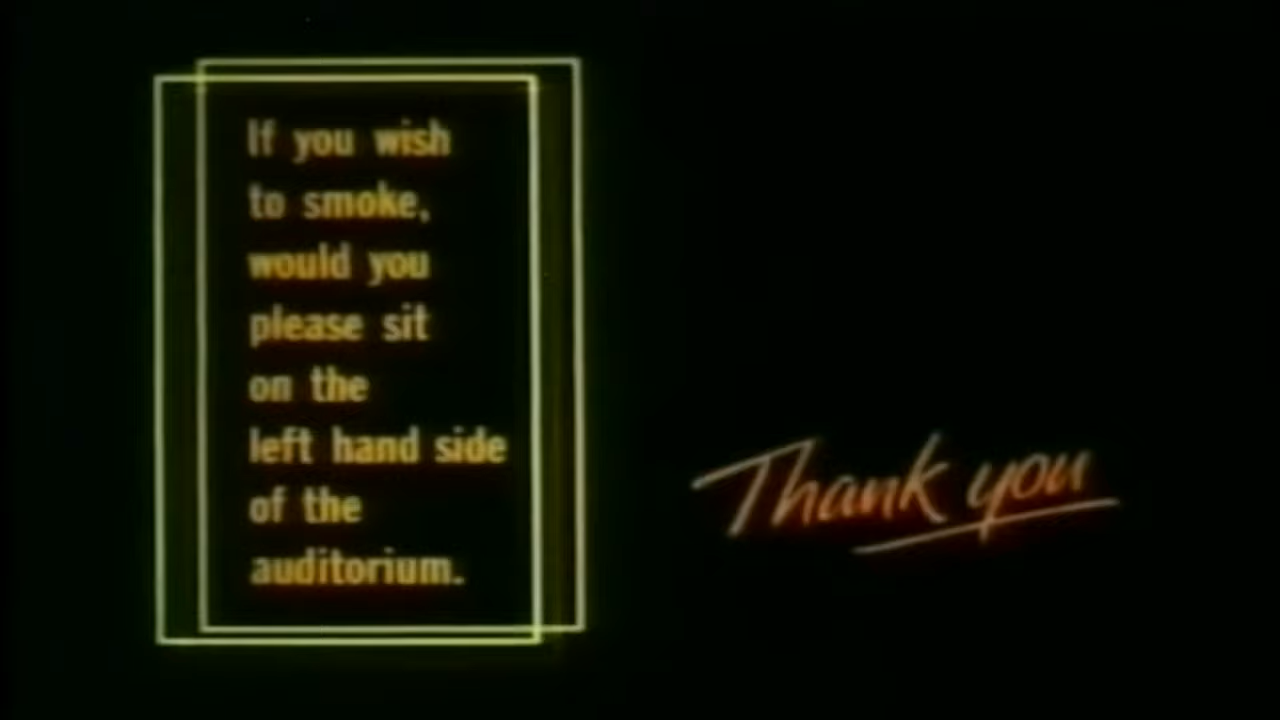 If you wish
to smoke,
would you
please sit
on the
left hand side
of the
auditorium.
Thank you